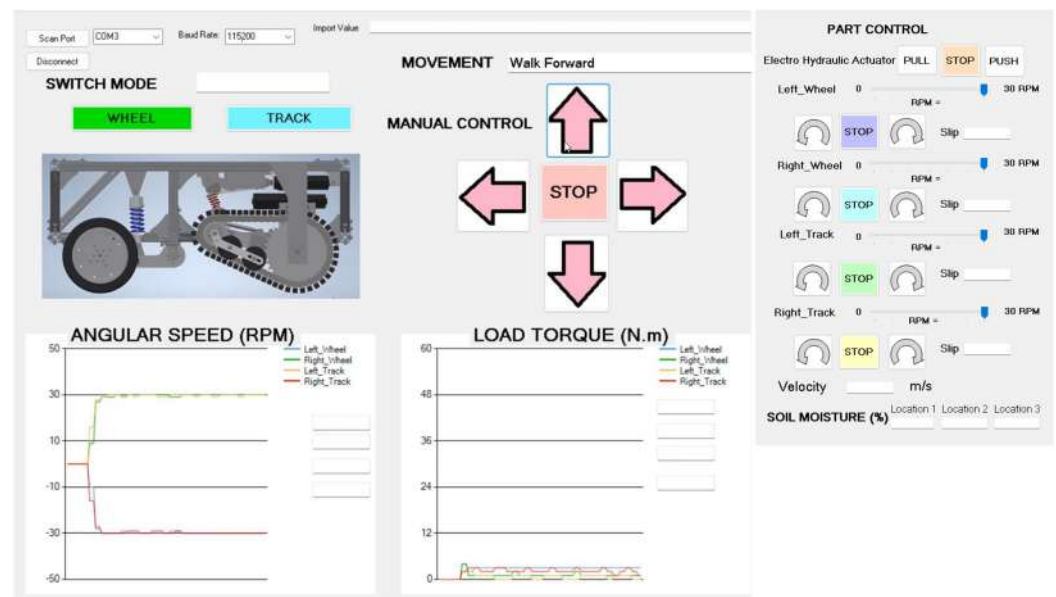 Scan Port COM3 Baud Rate: 115200 Import Value
Disconnect
SWITCH MODE
WHEEL TRACK
MOVEMENT Walk Forward
MANUAL CONTROL
STOP
ANGULAR SPEED (RPM)
50
30
10
-10
-30
-50
Left_Wheel
Right_Wheel
Left_Track
Right_Track
LOAD TORQUE (N.m)
60
48
36
24
12
0
Left_Wheel
Right_Wheel
Left_Track
Right_Track
PART CONTROL
Electro Hydraulic Actuator PULL STOP PUSH
Left_Wheel 0 30 RPM
RPM =
STOP Slip
Right_Wheel 0 30 RPM
RPM =
STOP Slip
Left_Track 0 30 RPM
RPM =
STOP Slip
Right_Track 0 30 RPM
RPM =
STOP Slip
Velocity m/s
SOIL MOISTURE (%) Location 1 Location 2 Location 3